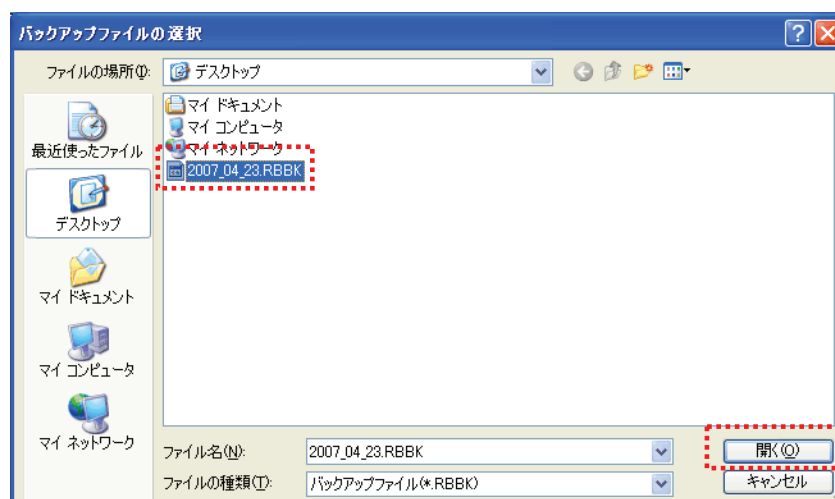 バックアップファイルの選択
ファイルの場所(I):
デスクトップ
最近使ったファイル
デスクトップ
マイ ドキュメント
マイ コンピュータ
マイ ネットワーク
マイ ドキュメント
マイ コンピュータ
マイ ネットワーク
2007_04_23.RBBK
ファイル名(N):
2007_04_23.RBBK
開く(O)
ファイルの種類(T):
バックアップファイル(*.RBBK)
キャンセル